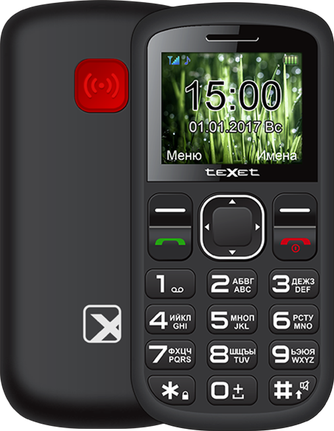 15:00
01.01.2017 Вс
Меню Имена
teXet
1
2 АБВГ ABC
3 ДЕЖЗ DEF
4 ИЙКЛ GHI
5 МНОП JKL
6 РСТУ MNO
7 ФХЦЧ PQRS
8 ШЩЪЫ TUV
9 ЬЭЮЯ WXYZ
* 0+ #
X